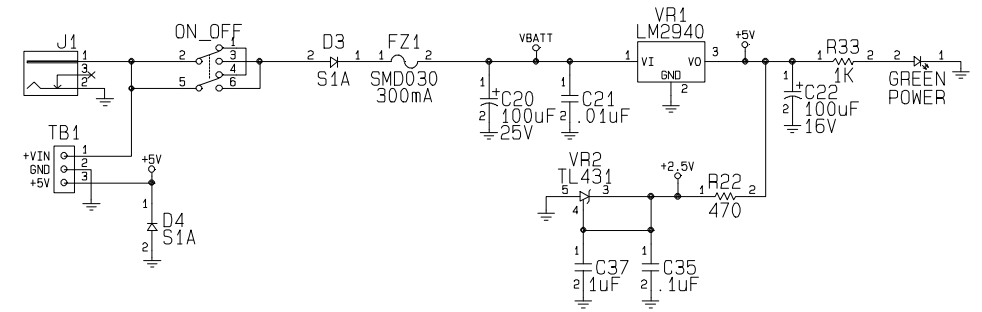 J1
1
3
2
ON_OFF
2
5
1
3
4
6
D3
2
1
S1A
FZ1
1
2
SMD030
300mA
VBATT
1
C20
100uF
25V
2
+
1
C21
.01uF
2
VR1
LM2940
1
VI
VO
3
GND
2
+5V
1
C22
100uF
16V
2
+
R33
1
2
1K
2
1
GREEN
POWER
TB1
+VIN
1
GND
2
+5V
3
+5V
1
D4
S1A
2
VR2
TL431
5
3
4
+2.5V
R22
1
2
470
1
C37
1uF
2
1
C35
.1uF
2